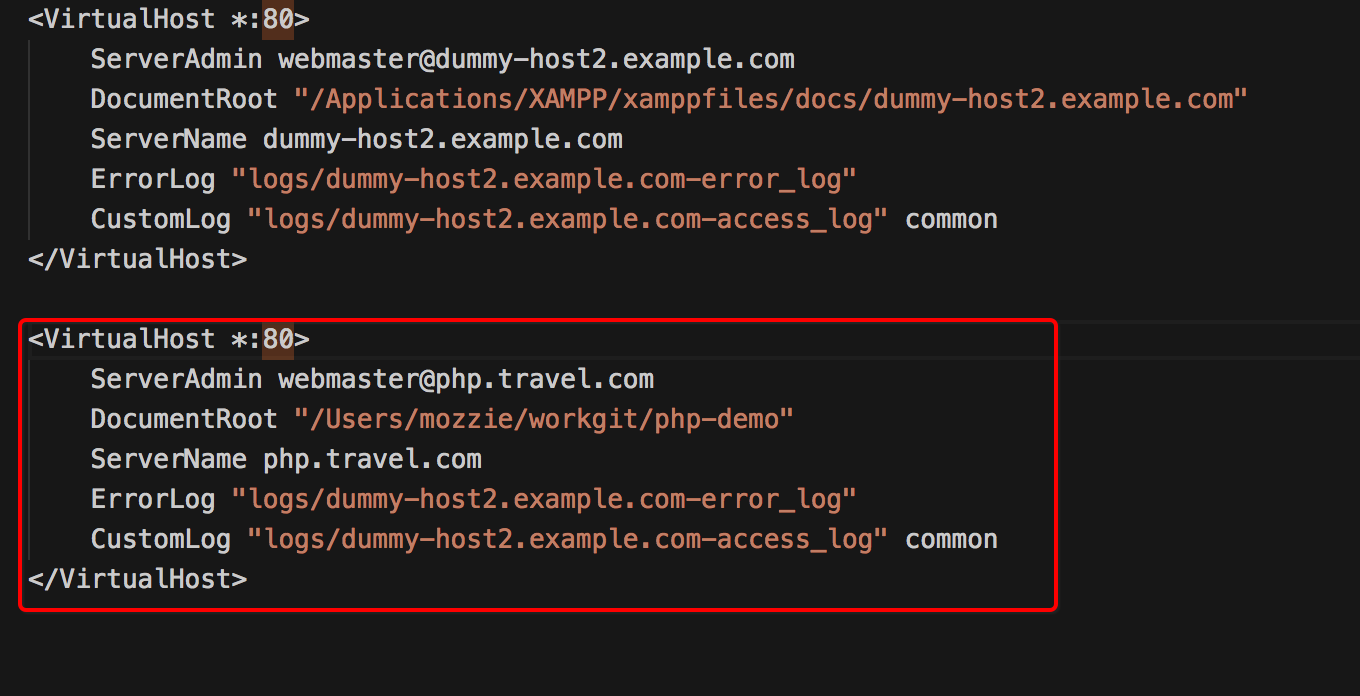 <VirtualHost *:80>
    ServerAdmin webmaster@dummy-host2.example.com
    DocumentRoot "/Applications/XAMPP/xamppfiles/docs/dummy-host2.example.com"
    ServerName dummy-host2.example.com
    ErrorLog "logs/dummy-host2.example.com-error_log"
    CustomLog "logs/dummy-host2.example.com-access_log" common
</VirtualHost>
<VirtualHost *:80>
    ServerAdmin webmaster@php.travel.com
    DocumentRoot "/Users/mozzie/workgit/php-demo"
    ServerName php.travel.com
    ErrorLog "logs/dummy-host2.example.com-error_log"
    CustomLog "logs/dummy-host2.example.com-access_log" common
</VirtualHost>